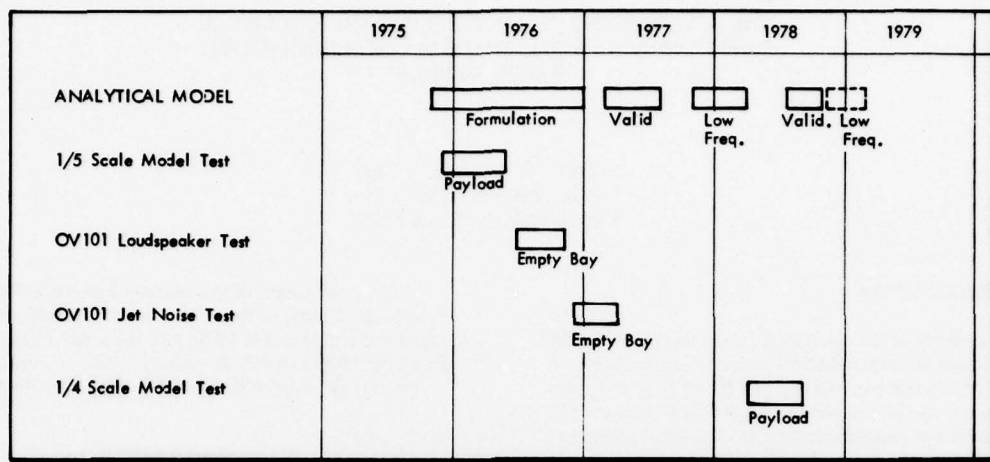 1975 1976 1977 1978 1979
ANALYTICAL MODEL
Formulation Valid Low Freq. Valid. Low Freq.
1/5 Scale Model Test
Payload
OV101 Loudspeaker Test
Empty Bay
OV101 Jet Noise Test
Empty Bay
1/4 Scale Model Test
Payload